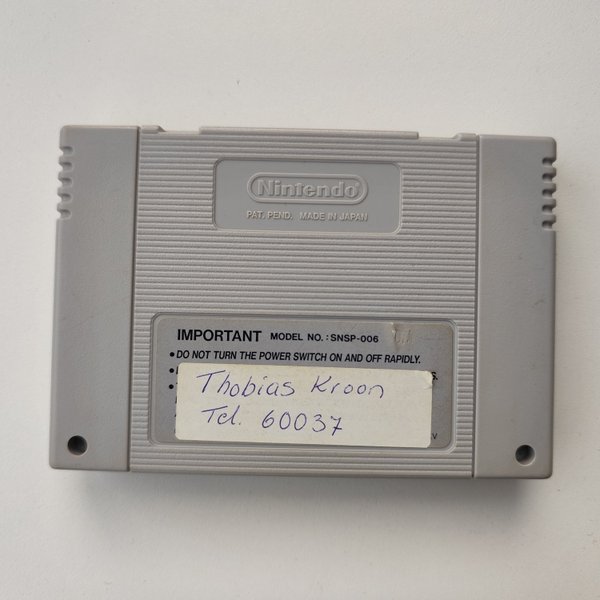 Nintendo
PAT. PEND. MADE IN JAPAN
IMPORTANT MODEL NO. : SNSP-006
• DO NOT TURN THE POWER SWITCH ON AND OFF RAPIDLY.
Thobias Kroon
Tel. 60037